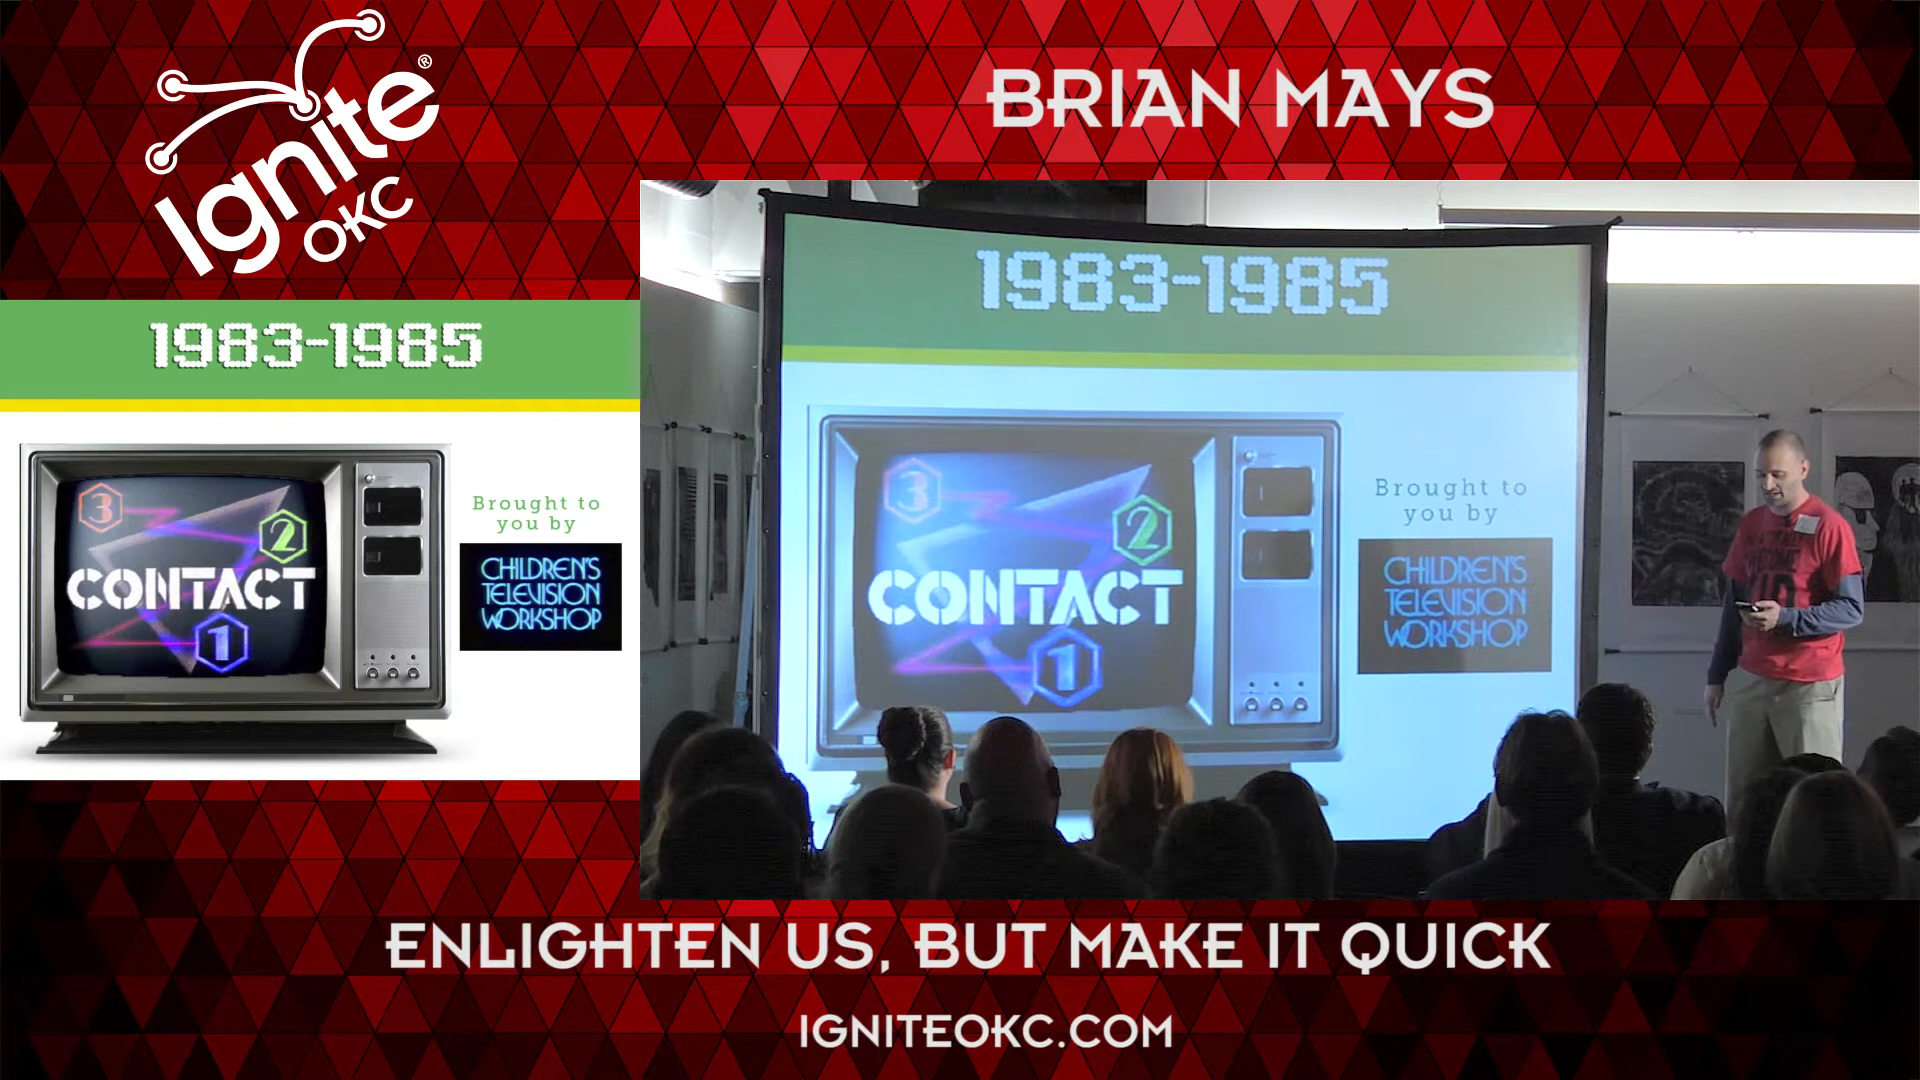 Ignite®
OKC
BRIAN MAYS
1983-1985
3
2
CONTACT
1
Brought to
you by
CHILDREN'S
TELEVISION
WORKSHOP
1983-1985
3
2
CONTACT
1
Brought to
you by
CHILDREN'S
TELEVISION
WORKSHOP
ENLIGHTEN US, BUT MAKE IT QUICK
IGNITEOKC.COM